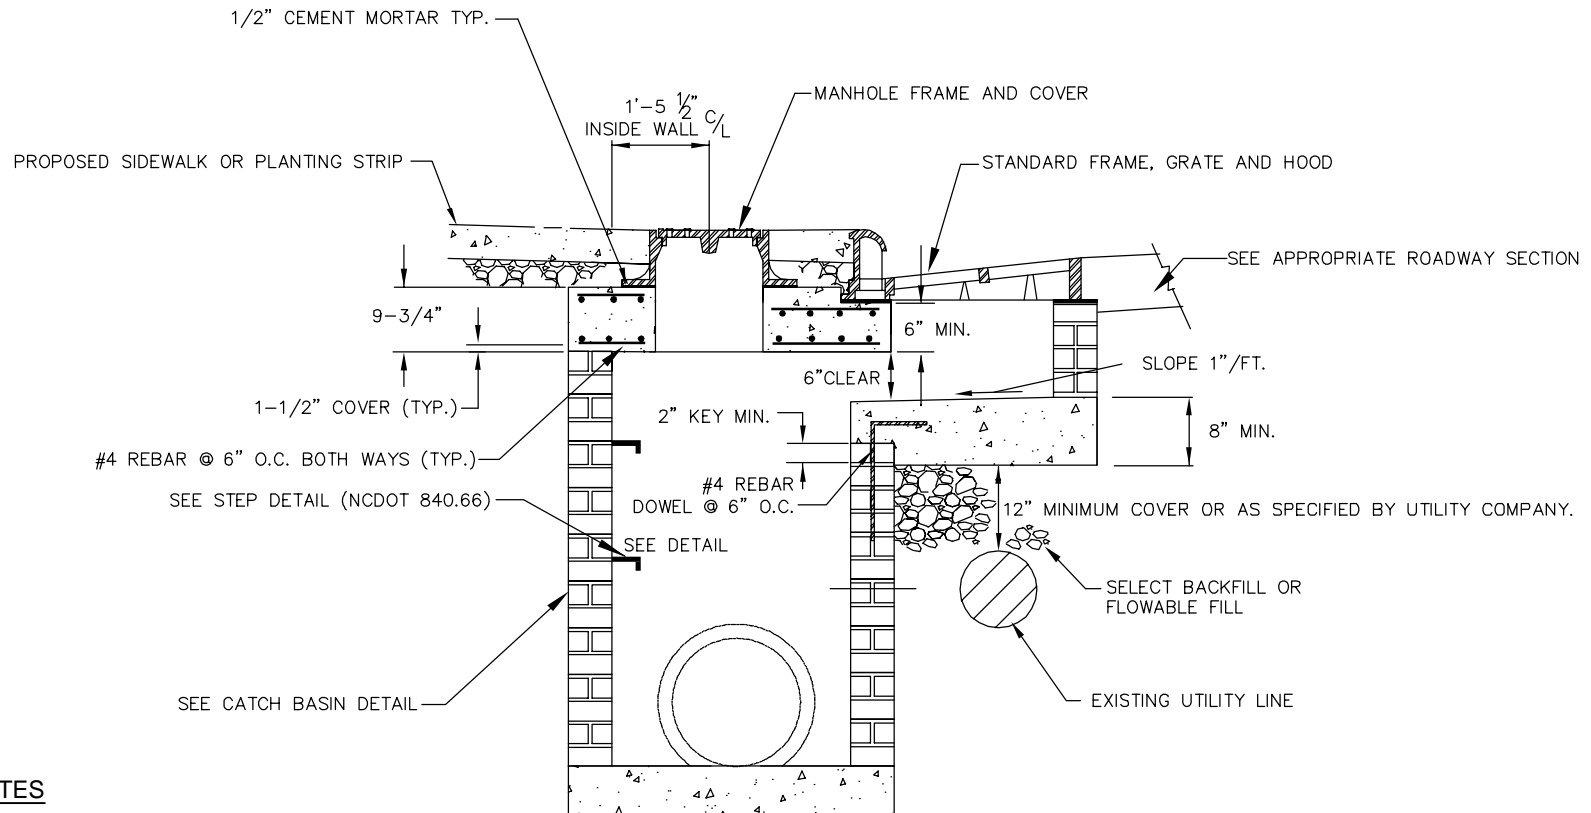 1/2" CEMENT MORTAR TYP.
MANHOLE FRAME AND COVER
1'-5 1/2"
INSIDE WALL C/L
PROPOSED SIDEWALK OR PLANTING STRIP
STANDARD FRAME, GRATE AND HOOD
SEE APPROPRIATE ROADWAY SECTION
9-3/4"
6" MIN.
6"CLEAR
SLOPE 1"/FT.
1-1/2" COVER (TYP.)
2" KEY MIN.
8" MIN.
#4 REBAR @ 6" O.C. BOTH WAYS (TYP.)
#4 REBAR
DOWEL @ 6" O.C.
SEE STEP DETAIL (NCDOT 840.66)
12" MINIMUM COVER OR AS SPECIFIED BY UTILITY COMPANY.
SEE DETAIL
SELECT BACKFILL OR
FLOWABLE FILL
SEE CATCH BASIN DETAIL
EXISTING UTILITY LINE
TES